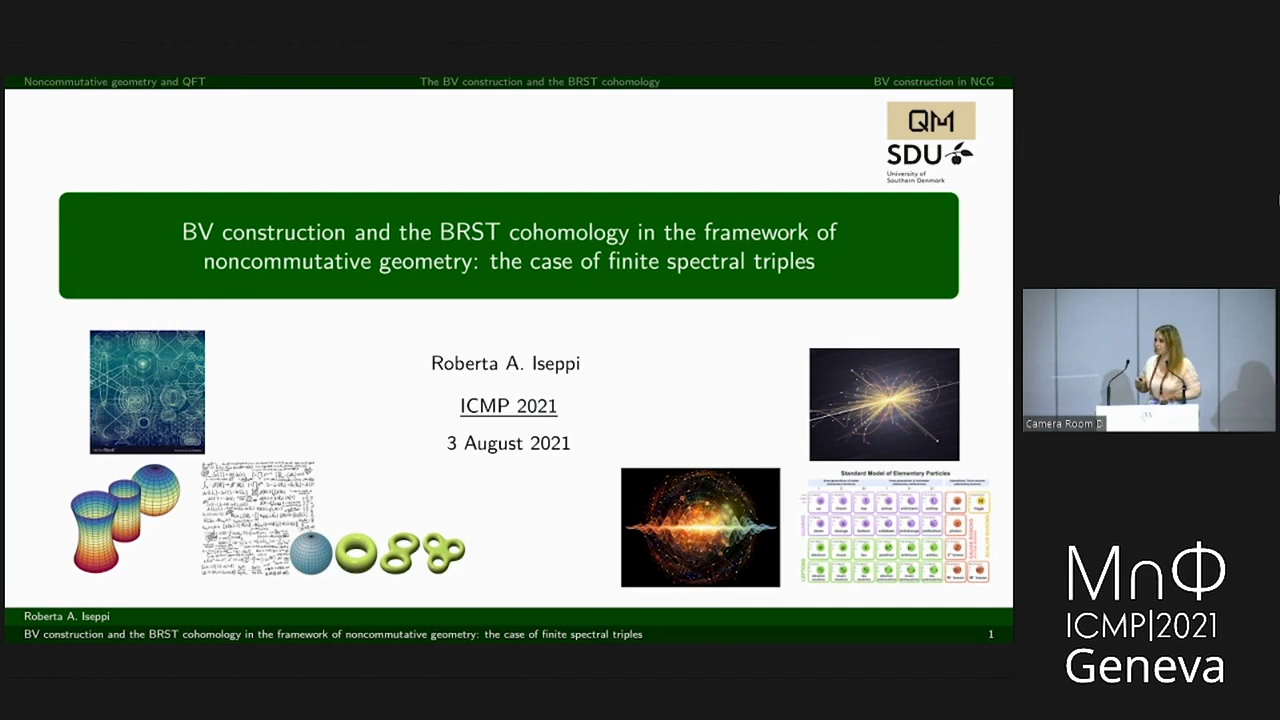 Noncommutative geometry and QFT The BV construction and the BRST cohomology BV construction in NCG
QM
SDU
University of
Southern Denmark
BV construction and the BRST cohomology in the framework of
noncommutative geometry: the case of finite spectral triples
Roberta A. Iseppi
ICMP 2021
3 August 2021
Standard Model of Elementary Particles
Roberta A. Iseppi
BV construction and the BRST cohomology in the framework of noncommutative geometry: the case of finite spectral triples 1
Camera Room D
MnΦ
ICMP|2021
Geneva